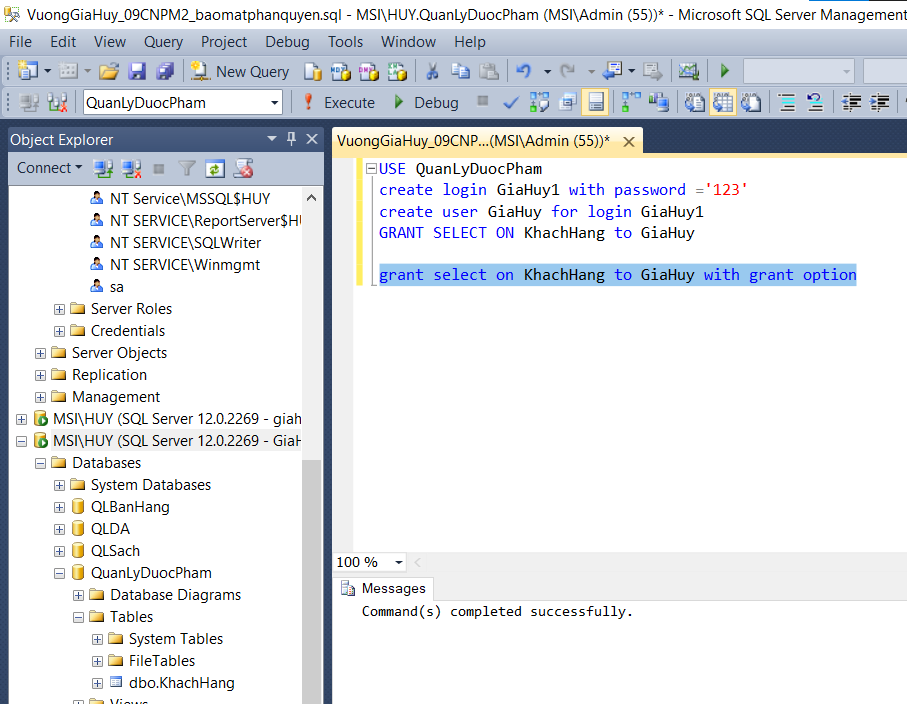 VuongGiaHuy_09CNPM2_baomatphanquyen.sql - MSI\HUY.QuanLyDuocPham (MSI\Admin (55))* - Microsoft SQL Server Management
File Edit View Query Project Debug Tools Window Help
New Query
QuanLyDuocPham Execute Debug
Object Explorer
Connect
NT Service\MSSQL$HUY
NT SERVICE\ReportServer$HU
NT SERVICE\SQLWriter
NT SERVICE\Winmgmt
sa
Server Roles
Credentials
Server Objects
Replication
Management
MSI\HUY (SQL Server 12.0.2269 - giah
MSI\HUY (SQL Server 12.0.2269 - GiaH
Databases
System Databases
QLBanHang
QLDA
QLSach
QuanLyDuocPham
Database Diagrams
Tables
System Tables
FileTables
dbo.KhachHang
Views
VuongGiaHuy_09CNP...(MSI\Admin (55))*
USE QuanLyDuocPham
create login GiaHuy1 with password ='123'
create user GiaHuy for login GiaHuy1
GRANT SELECT ON KhachHang to GiaHuy
grant select on KhachHang to GiaHuy with grant option
100 %
Messages
Command(s) completed successfully.